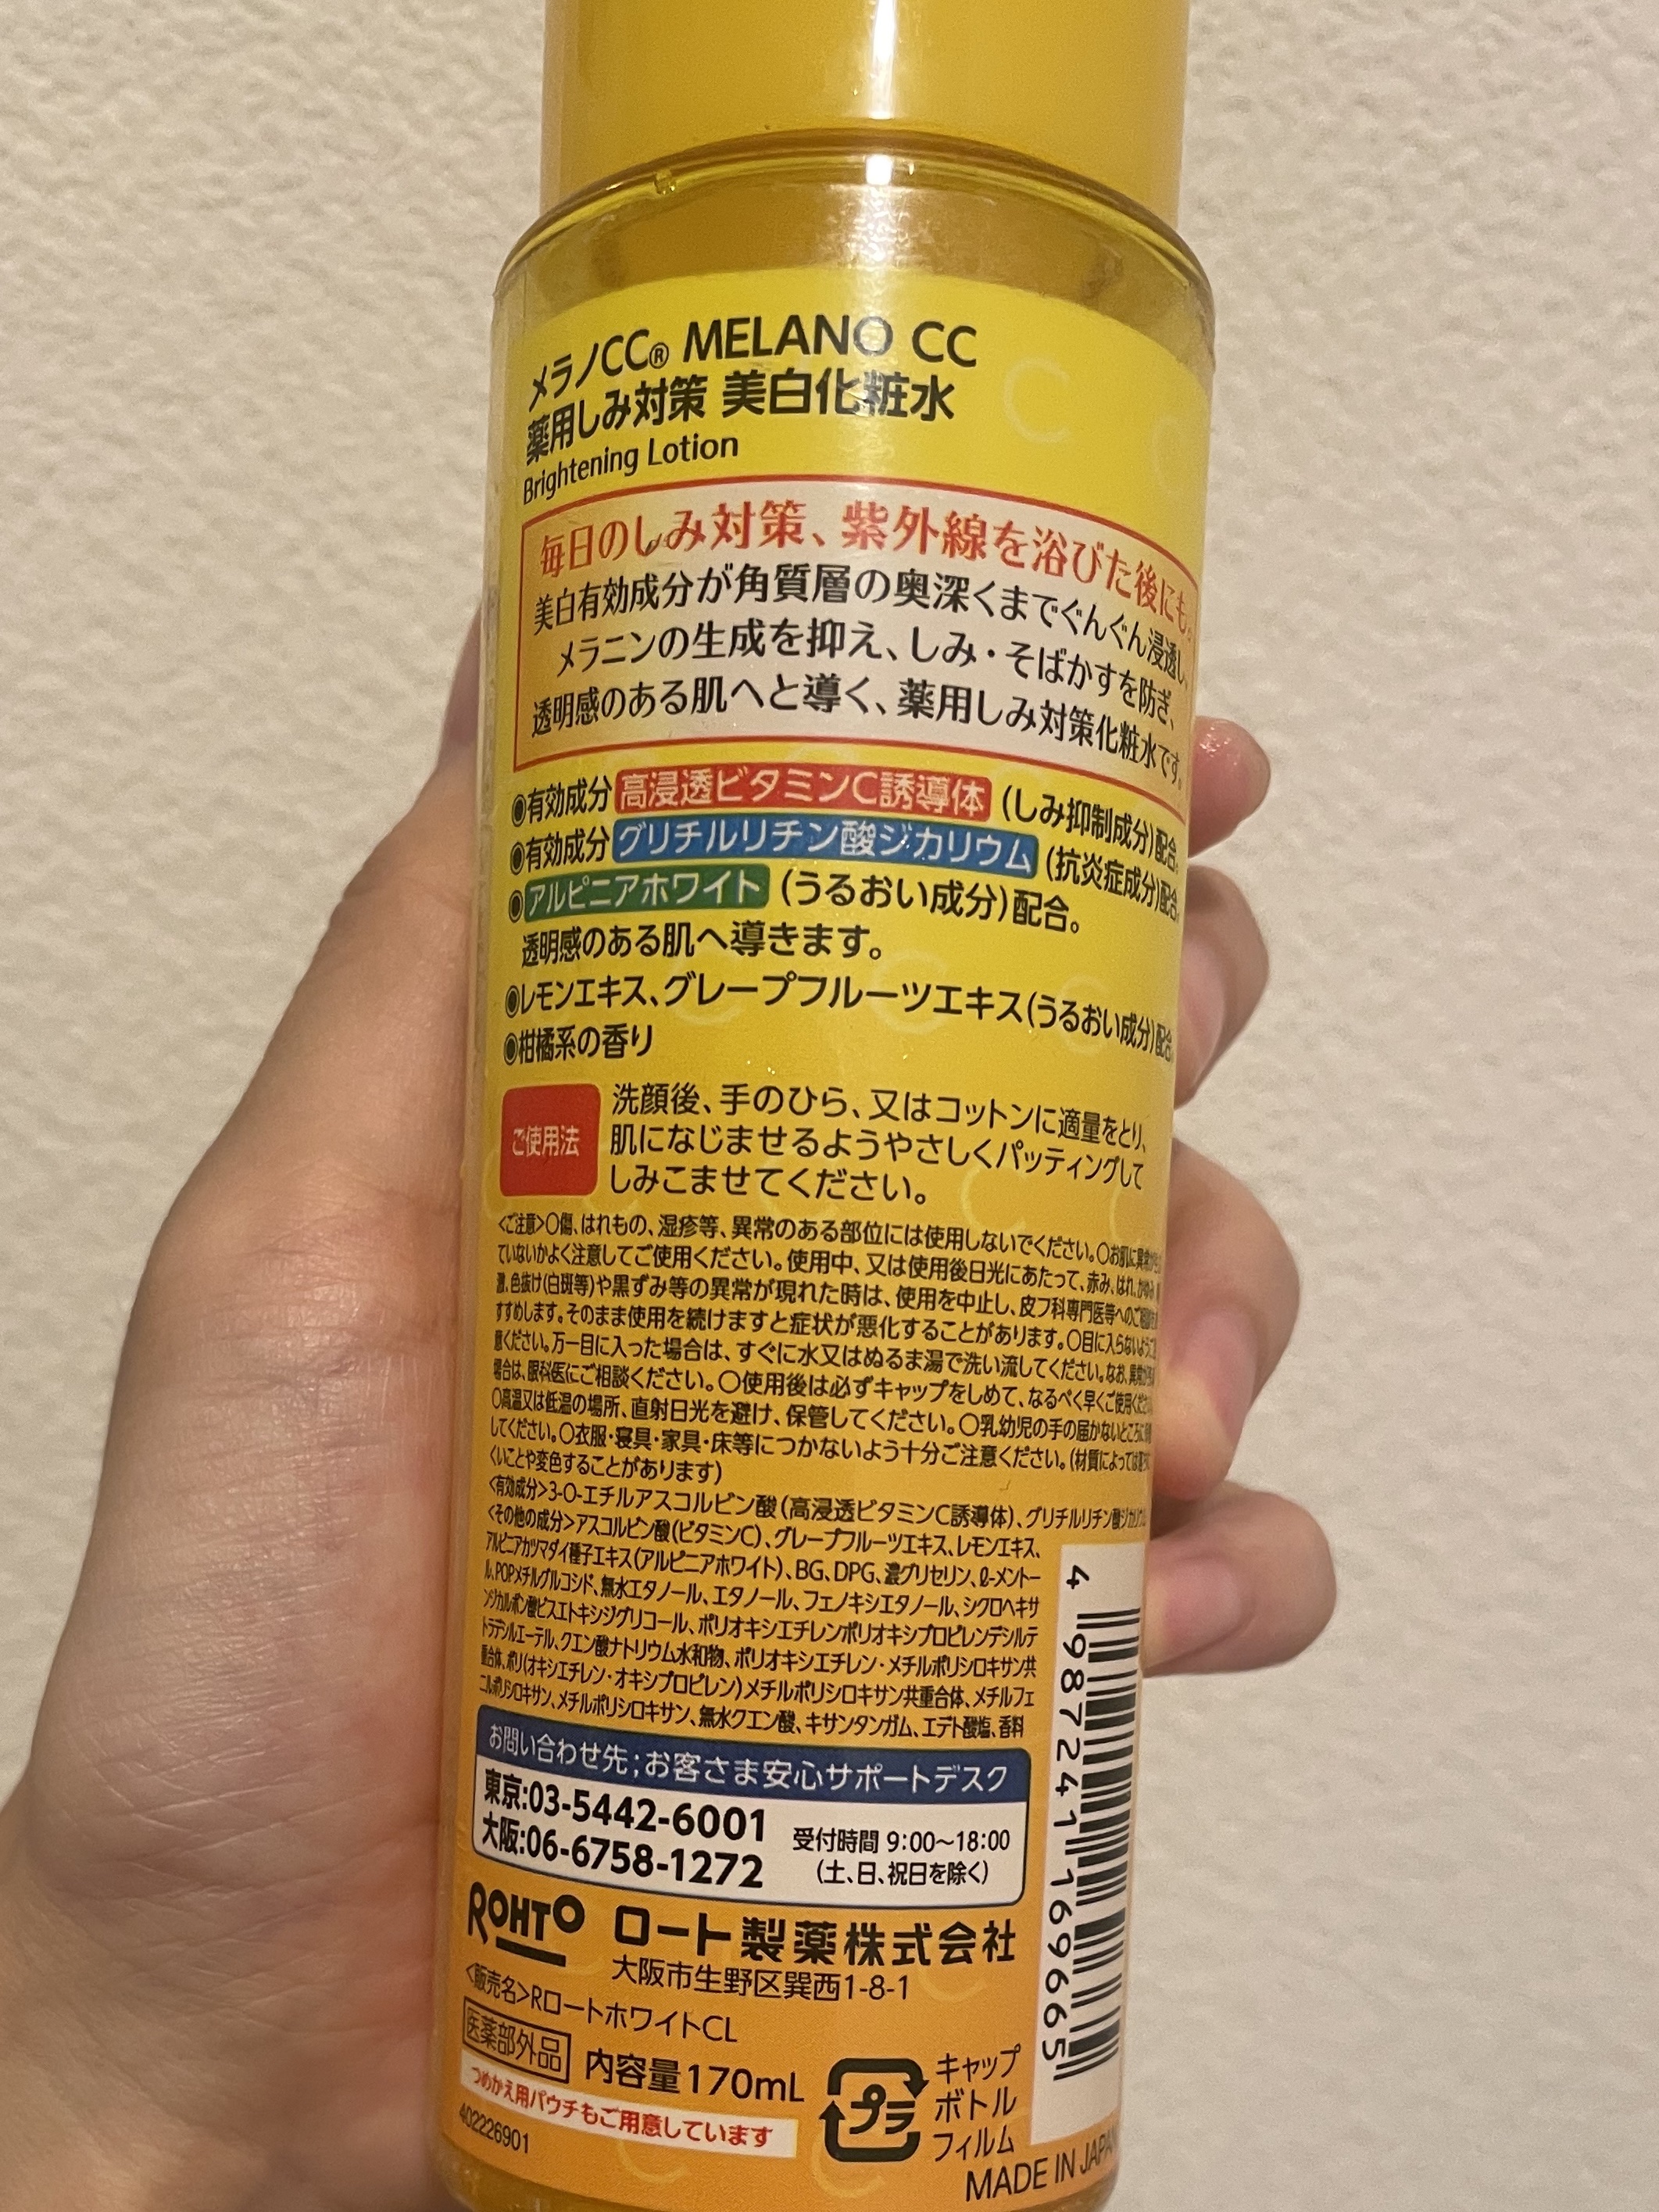 メラノCC® MELANO CC
薬用しみ対策 美白化粧水
Brightening Lotion
毎日のしみ対策、紫外線を浴びた後にも。
美白有効成分が角質層の奥深くまでぐんぐん浸透し、
メラニンの生成を抑え、しみ・そばかすを防ぎ、
透明感のある肌へと導く、薬用しみ対策化粧水です。
●有効成分 高浸透ビタミンC誘導体 (しみ抑制成分)配合。
●有効成分 グリチルリチン酸ジカリウム (抗炎症成分)配合。
●アルピニアホワイト (うるおい成分)配合。
透明感のある肌へ導きます。
●レモンエキス、グレープフルーツエキス(うるおい成分)配合。
●柑橘系の香り
ご使用法
洗顔後、手のひら、又はコットンに適量をとり、
肌になじませるようやさしくパッティングして
しみこませてください。
<ご注意>○傷、はれもの、湿疹等、異常のある部位には使用しないでください。○お肌に異常が
ていないかよく注意してご使用ください。使用中、又は使用後日光にあたって、赤み、はれ、かゆみ、
激、色抜け(白斑等)や黒ずみ等の異常が現れた時は、使用を中止し、皮フ科専門医等へのご相談を
すすめします。そのまま使用を続けますと症状が悪化することがあります。○目に入らないようご
意ください。万一目に入った場合は、すぐに水又はぬるま湯で洗い流してください。なお、異常が
場合は、眼科医にご相談ください。○使用後は必ずキャップをしめて、なるべく早くご使用ください
○高温又は低温の場所、直射日光を避け、保管してください。○乳幼児の手の届かないところに
してください。○衣服・寝具・家具・床等につかないよう十分ご注意ください。(材質によっては
くいことや変色することがあります)
<有効成分>3-O-エチルアスコルビン酸(高浸透ビタミンC誘導体)、グリチルリチン酸ジカリウム
<その他の成分>アスコルビン酸(ビタミンC)、グレープフルーツエキス、レモンエキス、
アルピニアカツマダイ種子エキス(アルピニアホワイト)、BG、DPG、濃グリセリン、ℓ-メントー
ル、POPメチルグルコシド、無水エタノール、エタノール、フェノキシエタノール、シクロヘキサ
ンジカルボン酸ビスエトキシジグリコール、ポリオキシエチレンポリオキシプロピレンデシルテ
トラデシルエーテル、クエン酸ナトリウム水和物、ポリオキシエチレン・メチルポリシロキサン共
重合体、ポリ(オキシエチレン・オキシプロピレン)メチルポリシロキサン共重合体、メチルフェ
ニルポリシロキサン、メチルポリシロキサン、無水クエン酸、キサンタンガム、エデト酸塩、香料
お問い合わせ先;お客さま安心サポートデスク
東京:03-5442-6001
大阪:06-6758-1272
受付時間 9:00~18:00
(土、日、祝日を除く)
ROHTO ロート製薬株式会社
大阪市生野区巽西1-8-1
<販売名>RロートホワイトCL
医薬部外品 内容量170mL
つめかえ用パウチもご用意しています
402226901
プラ
キャップ
ボトル
フィルム
MADE IN JAPAN
4 987241 169665